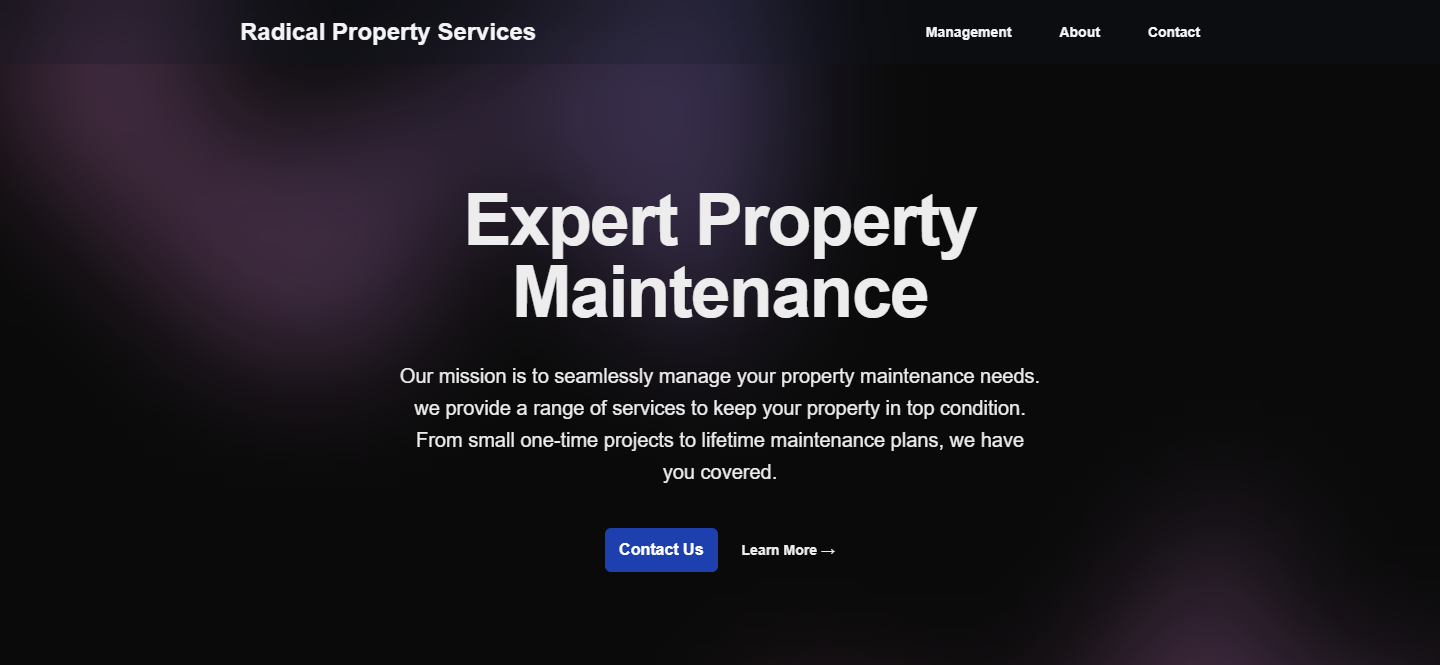 Radical Property Services
Management
About
Contact
Expert Property
Maintenance
Our mission is to seamlessly manage your property maintenance needs.
we provide a range of services to keep your property in top condition.
From small one-time projects to lifetime maintenance plans, we have
you covered.
Contact Us
Learn More →